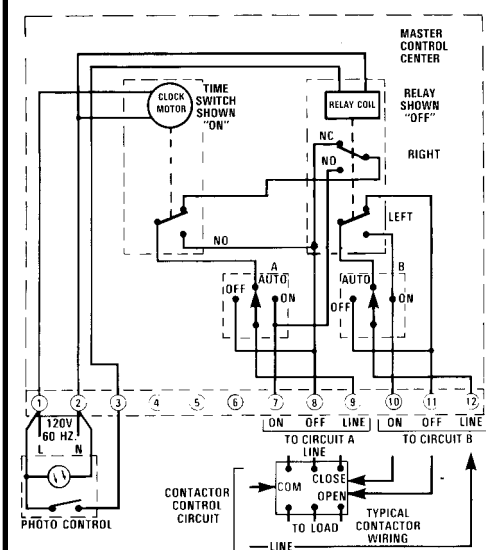 MASTER
CONTROL
CENTER
TIME
SWITCH
SHOWN
"ON"
CLOCK
MOTOR
RELAY COIL
RELAY
SHOWN
"OFF"
NC
NO
RIGHT
LEFT
NO
A
AUTO
OFF
ON
B
AUTO
OFF
ON
1 2 3 4 5 6 7 8 9 10 11 12
120V
60 HZ.
L N
ON OFF LINE
ON OFF LINE
TO CIRCUIT A
TO CIRCUIT B
LINE
PHOTO CONTROL
CONTACTOR
CONTROL
CIRCUIT
COM
CLOSE
OPEN
TO LOAD
TYPICAL
CONTACTOR
WIRING
LINE